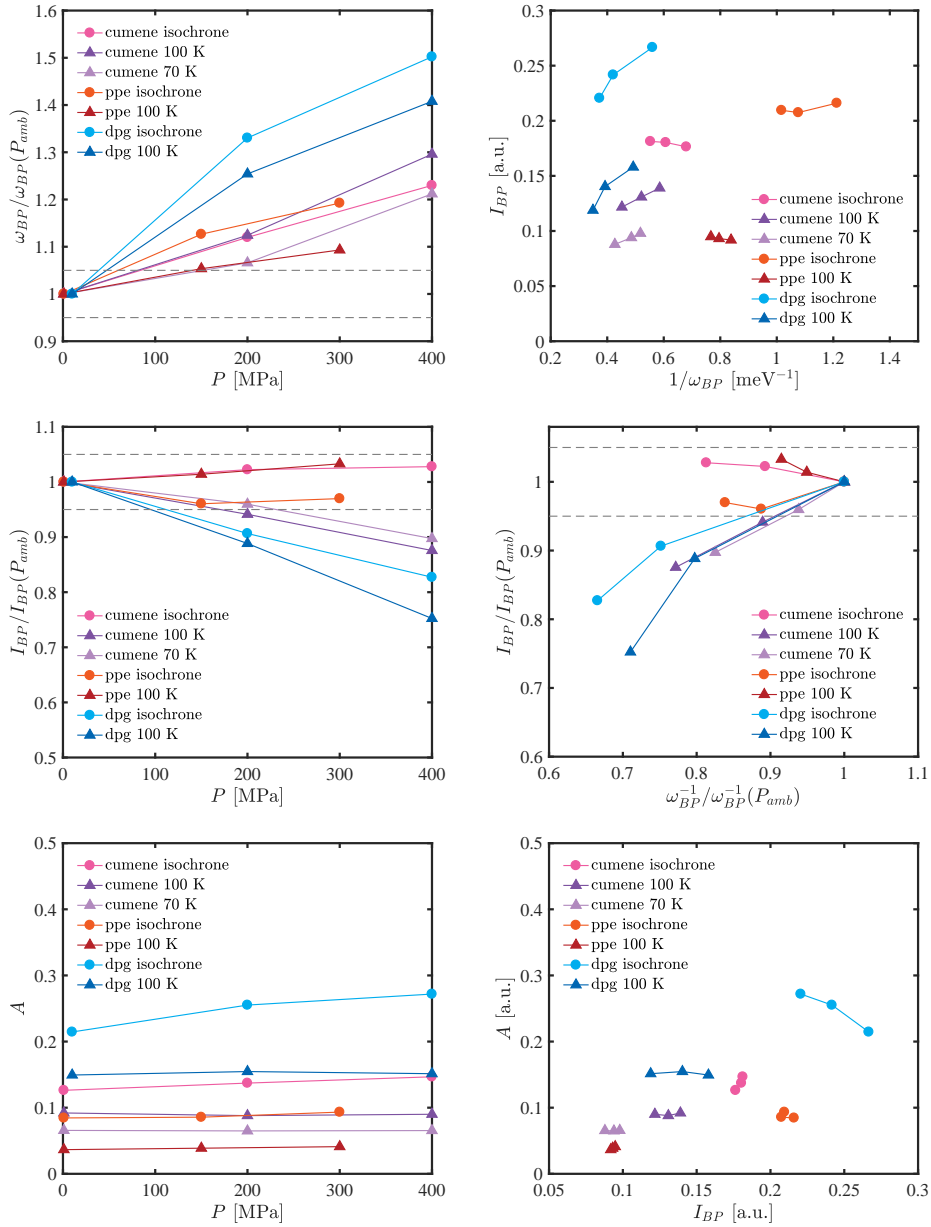 1.6
1.5
1.4
1.3
1.2
1.1
1
0.9
ω_BP/ω_BP(P_amb)
cumene isochrone
cumene 100 K
cumene 70 K
ppe isochrone
ppe 100 K
dpg isochrone
dpg 100 K
0 100 200 300 400
P [MPa]
0.3
0.25
0.2
0.15
0.1
0.05
0
I_BP [a.u.]
cumene isochrone
cumene 100 K
cumene 70 K
ppe isochrone
ppe 100 K
dpg isochrone
dpg 100 K
0.2 0.4 0.6 0.8 1 1.2 1.4
1/ω_BP [meV⁻¹]
1.1
1
0.9
0.8
0.7
0.6
0.5
I_BP/I_BP(P_amb)
cumene isochrone
cumene 100 K
cumene 70 K
ppe isochrone
ppe 100 K
dpg isochrone
dpg 100 K
0 100 200 300 400
P [MPa]
1
0.9
0.8
0.7
0.6
I_BP/I_BP(P_amb)
cumene isochrone
cumene 100 K
cumene 70 K
ppe isochrone
ppe 100 K
dpg isochrone
dpg 100 K
0.6 0.7 0.8 0.9 1 1.1
ω_BP⁻¹/ω_BP⁻¹(P_amb)
0.5
0.4
0.3
0.2
0.1
0
A
cumene isochrone
cumene 100 K
cumene 70 K
ppe isochrone
ppe 100 K
dpg isochrone
dpg 100 K
0 100 200 300 400
P [MPa]
0.5
0.4
0.3
0.2
0.1
0
A [a.u.]
cumene isochrone
cumene 100 K
cumene 70 K
ppe isochrone
ppe 100 K
dpg isochrone
dpg 100 K
0.05 0.1 0.15 0.2 0.25 0.3
I_BP [a.u.]